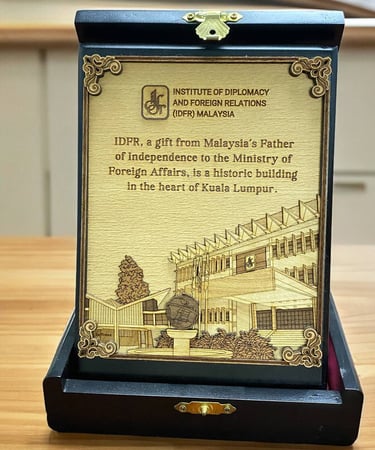 INSTITUTE OF DIPLOMACY
AND FOREIGN RELATIONS
(IDFR) MALAYSIA
IDFR, a gift from Malaysia's Father
of independence to the Ministry of
Foreign Affairs, is a historic building
in the heart of Kuala Lumpur.